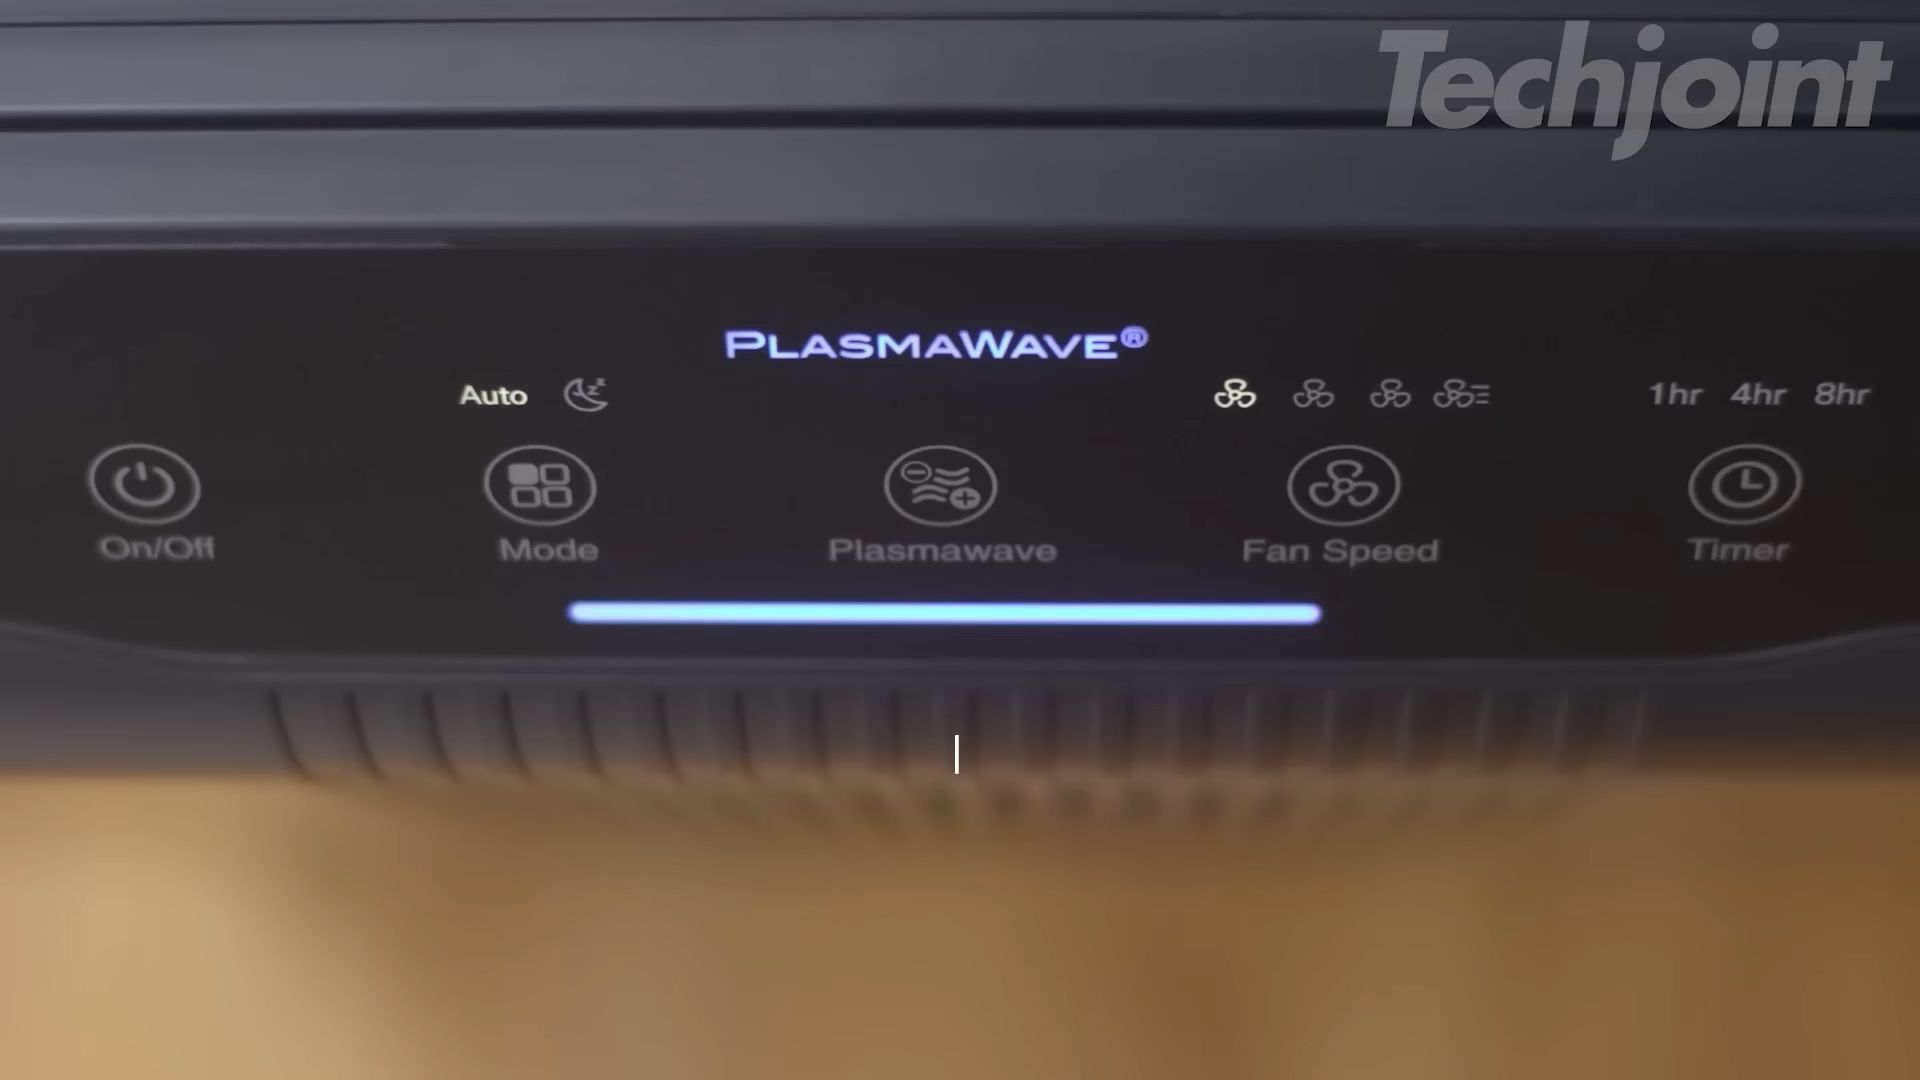 Techjoint
PLASMAWAVE®
Auto
1hr 4hr 8hr
On/Off
Mode
Plasmawave
Fan Speed
Timer